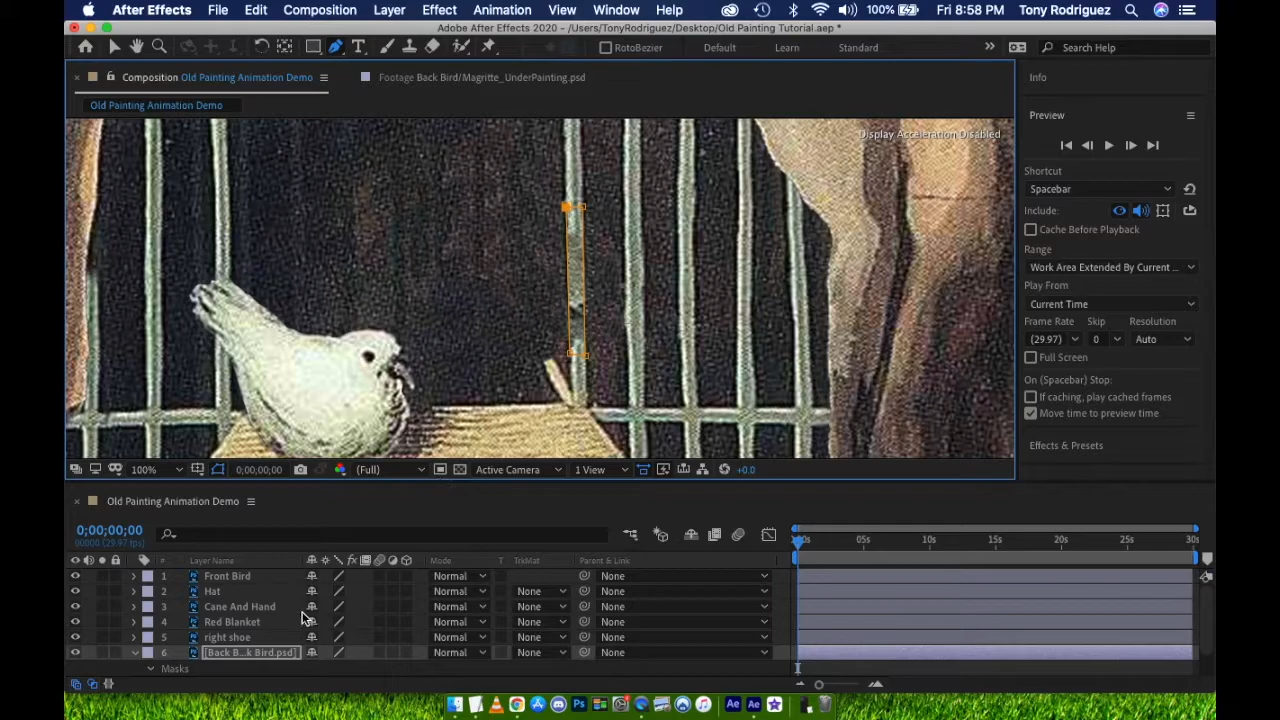 After Effects File Edit Composition Layer Effect Animation View Window Help 100% Fri 8:58 PM Tony Rodriguez
Adobe After Effects 2020 - /Users/TonyRodriguez/Desktop/Old Painting Tutorial.aep *
RotoBezier Default Learn Standard Search Help
Composition Old Painting Animation Demo Footage Back Bird/Magritte_UnderPainting.psd Info
Old Painting Animation Demo
Preview
Display Acceleration Disabled
Shortcut
Spacebar
Include:
Cache Before Playback
Range
Work Area Extended By Current ...
Play From
Current Time
Frame Rate Skip Resolution
(29.97) 0 Auto
Full Screen
On (Spacebar) Stop:
If caching, play cached frames
Move time to preview time
Effects & Presets
100% 0;00;00;00 (Full) Active Camera 1 View +0.0
Old Painting Animation Demo
0;00;00;00
00000 (29.97 fps)
05s 10s 15s 20s 25s 30s
# Layer Name Mode T TrkMat Parent & Link
1 Front Bird Normal None
2 Hat Normal None None
3 Cane And Hand Normal None None
4 Red Blanket Normal None None
5 right shoe Normal None None
6 [Back B...k Bird.psd] Normal None None
Masks